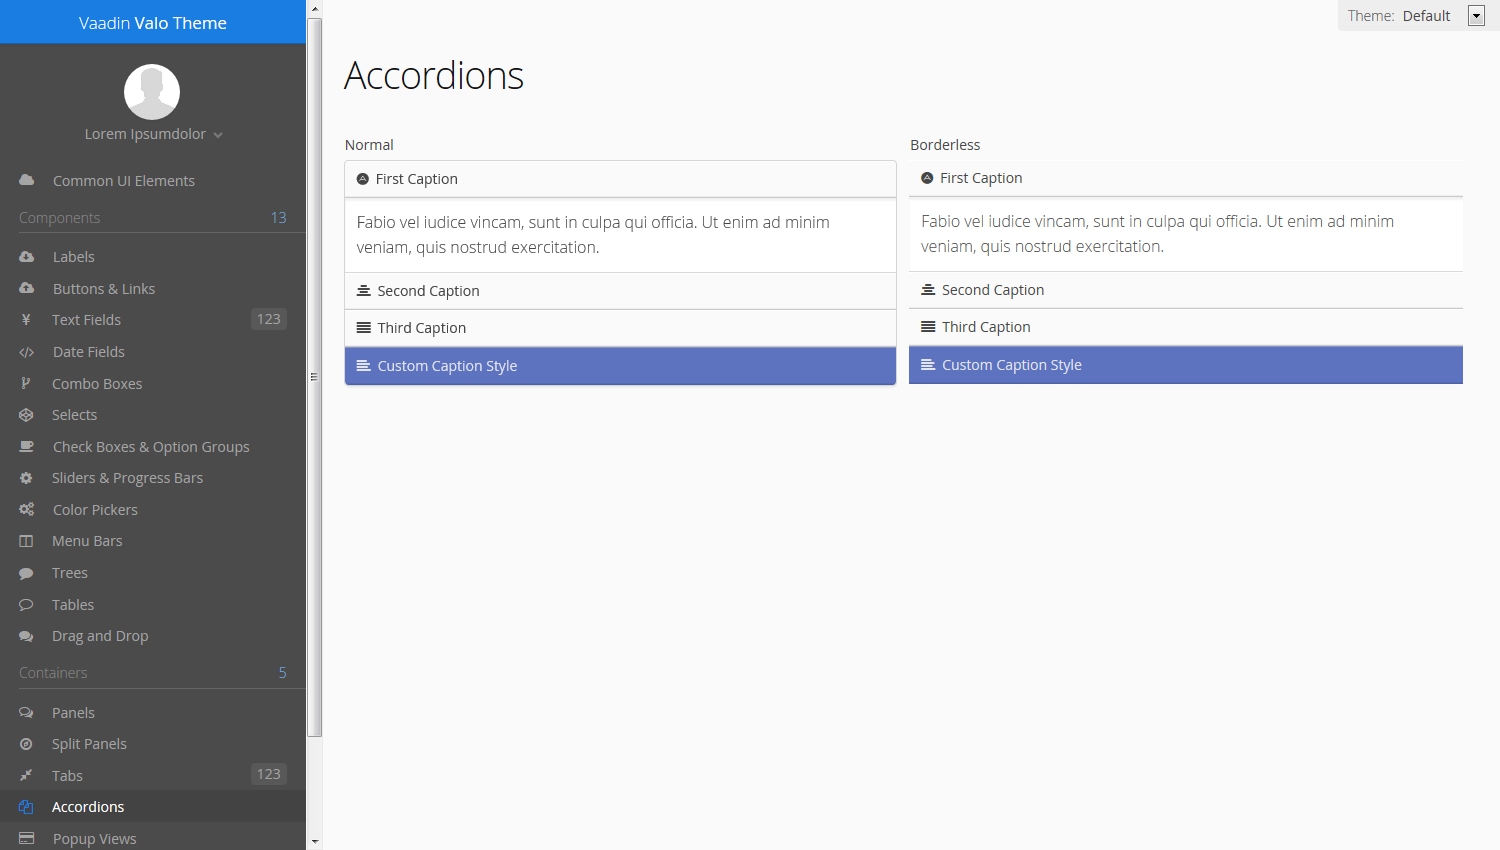 Vaadin Valo Theme
Lorem Ipsumdolor
Common UI Elements
Components 13
Labels
Buttons & Links
Text Fields 123
Date Fields
Combo Boxes
Selects
Check Boxes & Option Groups
Sliders & Progress Bars
Color Pickers
Menu Bars
Trees
Tables
Drag and Drop
Containers 5
Panels
Split Panels
Tabs 123
Accordions
Popup Views
Theme: Default
Accordions
Normal
First Caption
Fabio vel iudice vincam, sunt in culpa qui officia. Ut enim ad minim
veniam, quis nostrud exercitation.
Second Caption
Third Caption
Custom Caption Style
Borderless
First Caption
Fabio vel iudice vincam, sunt in culpa qui officia. Ut enim ad minim
veniam, quis nostrud exercitation.
Second Caption
Third Caption
Custom Caption Style